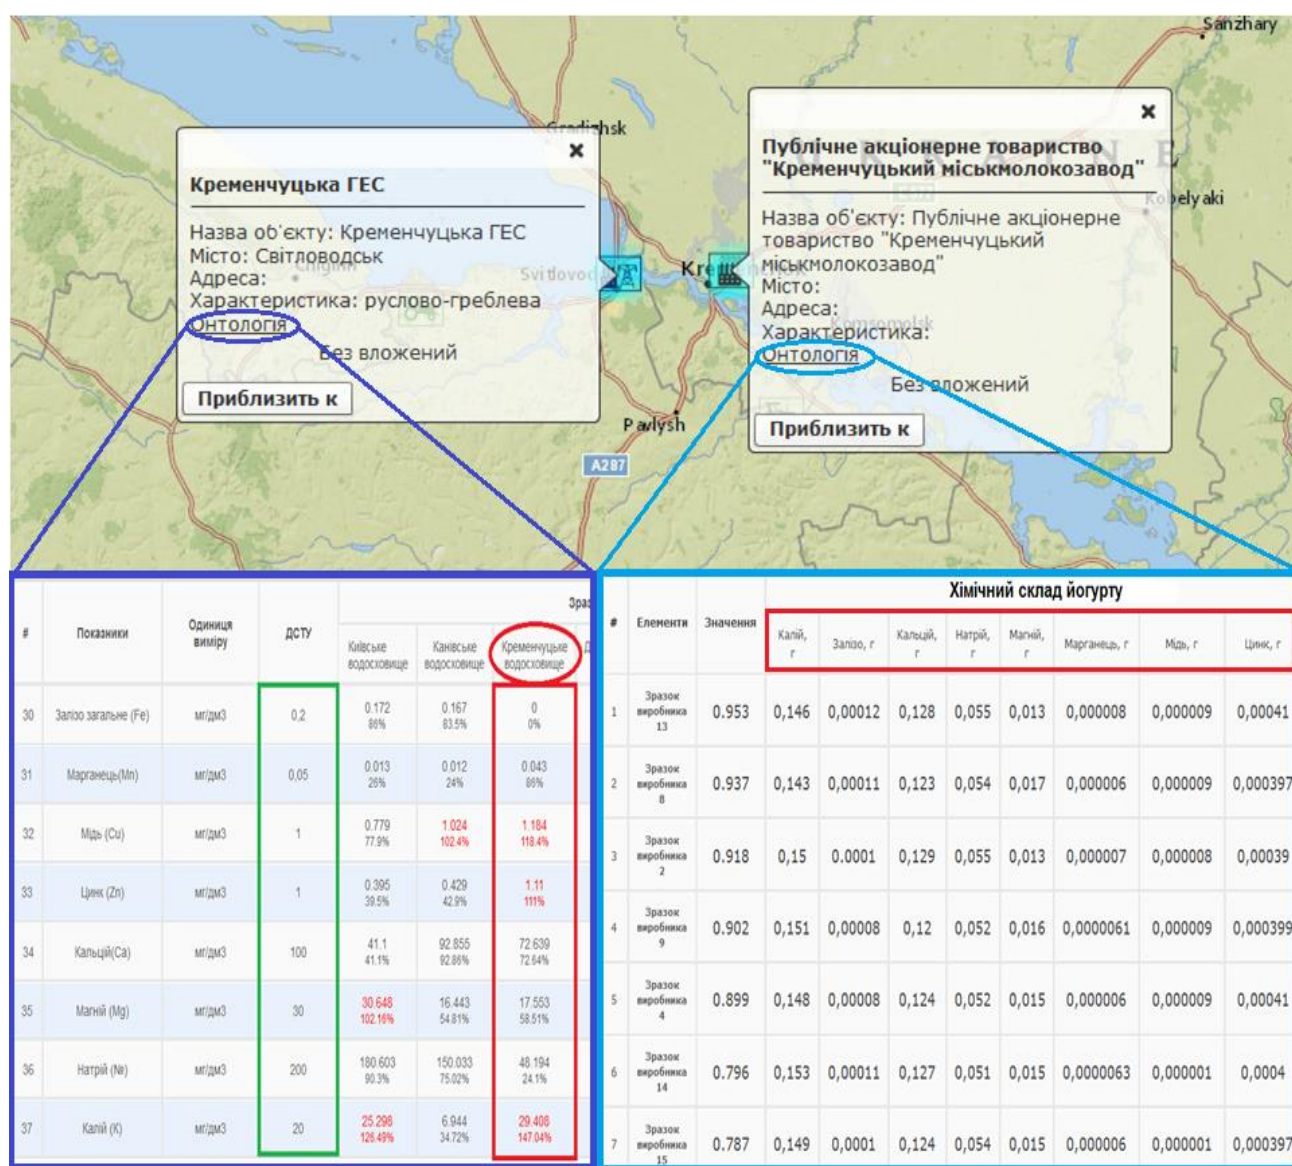 Sanzhary
Gradizhsk
Кременчуцька ГЕС
Назва об'єкту: Кременчуцька ГЕС
Місто: Світловодськ
Адреса:
Характеристика: руслово-греблева
Онтологія
Без вложений
Приблизить к
Публічне акціонерне товариство
"Кременчуцький міськмолокозавод"
Назва об'єкту: Публічне акціонерне
товариство "Кременчуцький
міськмолокозавод"
Місто:
Адреса:
Характеристика:
Онтологія
Без вложений
Приблизить к
Kobelyaki
Komsomolsk
Pavlysh
A287
# Показники Одиниця виміру ДСТУ
Київське водосховище Канівське водосховище Кременчуцьке водосховище
30 Залізо загальне (Fe) мг/дм3 0,2 0.172 0.167 0
86% 83.5% 0%
31 Марганець(Mn) мг/дм3 0,05 0.013 0.012 0.043
26% 24% 86%
32 Мідь (Cu) мг/дм3 1 0.779 1.024 1.184
77.9% 102.4% 118.4%
33 Цинк (Zn) мг/дм3 1 0.395 0.429 1.11
39.5% 42.9% 111%
34 Кальцій(Ca) мг/дм3 100 41.1 92.855 72.639
41.1% 92.86% 72.64%
35 Магній (Mg) мг/дм3 30 30.648 16.443 17.553
102.16% 54.81% 58.51%
36 Натрій (Na) мг/дм3 200 180.603 150.033 48.194
90.3% 75.02% 24.1%
37 Калій (K) мг/дм3 20 25.298 6.944 29.408
126.49% 34.72% 147.04%
Хімічний склад йогурту
# Елементи Значення Калій, г Залізо, г Кальцій, г Натрій, г Магній, г Марганець, г Мідь, г Цинк, г
1 Зразок виробника 13 0.953 0,146 0,00012 0,128 0,055 0,013 0,000008 0,000009 0,00041
2 Зразок виробника 8 0.937 0,143 0,00011 0,123 0,054 0,017 0,000006 0,000009 0,000397
3 Зразок виробника 2 0.918 0,15 0.0001 0,129 0,055 0,013 0,000007 0,000008 0,00039
4 Зразок виробника 9 0.902 0,151 0,00008 0,12 0,052 0,016 0,0000061 0,000009 0,000399
5 Зразок виробника 4 0.899 0,148 0,00008 0,124 0,052 0,015 0,000006 0,000009 0,00041
6 Зразок виробника 14 0.796 0,153 0,00011 0,127 0,051 0,015 0,0000063 0,000001 0,0004
7 Зразок виробника 15 0.787 0,149 0,0001 0,124 0,054 0,015 0,000006 0,000001 0,000397